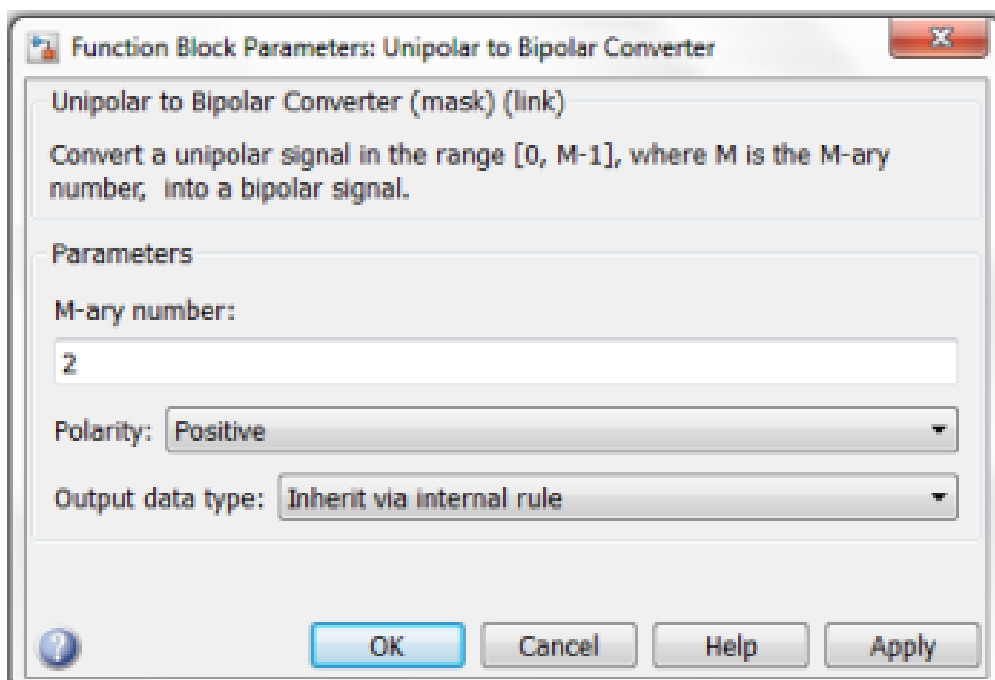 Function Block Parameters: Unipolar to Bipolar Converter
Unipolar to Bipolar Converter (mask) (link)
Convert a unipolar signal in the range [0, M-1], where M is the M-ary
number, into a bipolar signal.
Parameters
M-ary number:
2
Polarity: Positive
Output data type: Inherit via internal rule
OK Cancel Help Apply